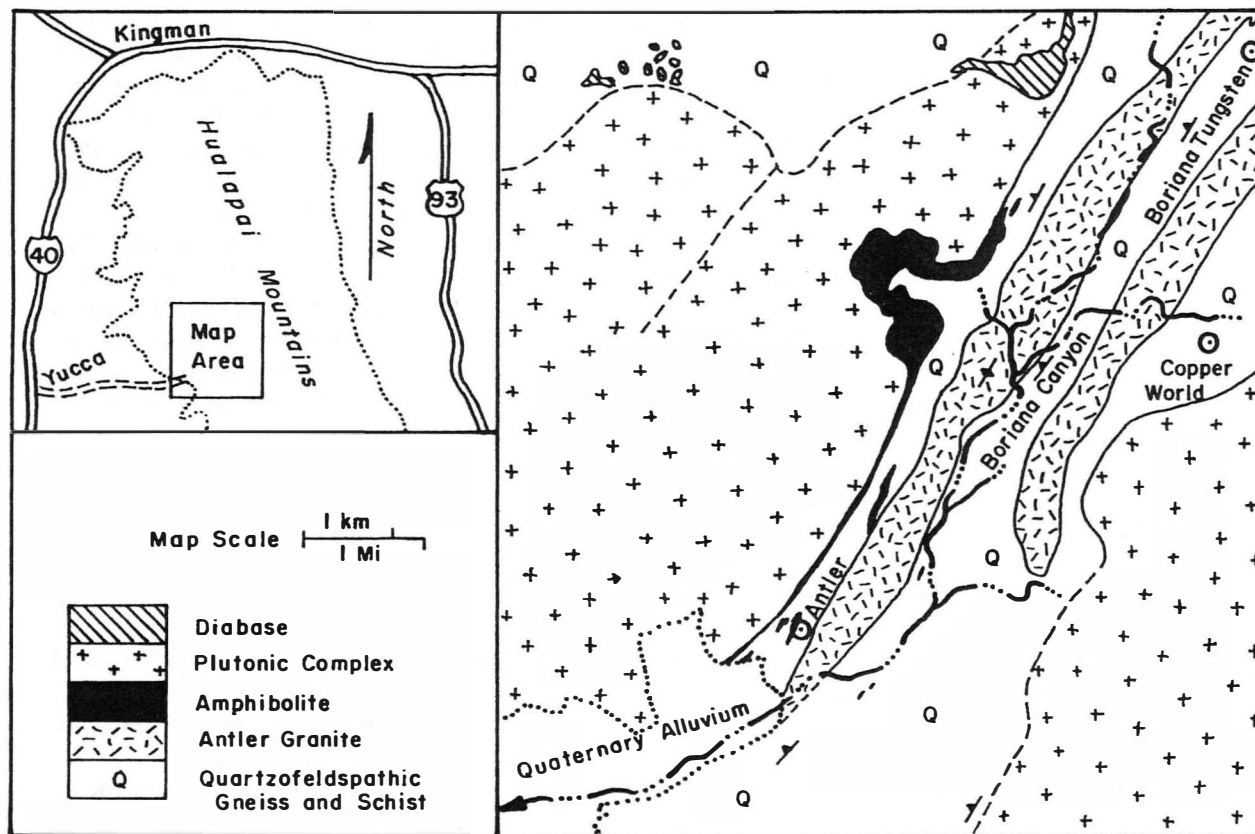 Kingman
Hualapai
Mountains
North
93
40
Map
Area
Yucca
Map Scale
1 km
1 Mi
Diabase
Plutonic Complex
Amphibolite
Antler Granite
Q
Quartzofeldspathic
Gneiss and Schist
Q
Q
Q
Boriana Tungsten
Q
Q
Q
Copper
World
Boriana Canyon
Q
Antler
Q
Quaternary Alluvium
Q
Q